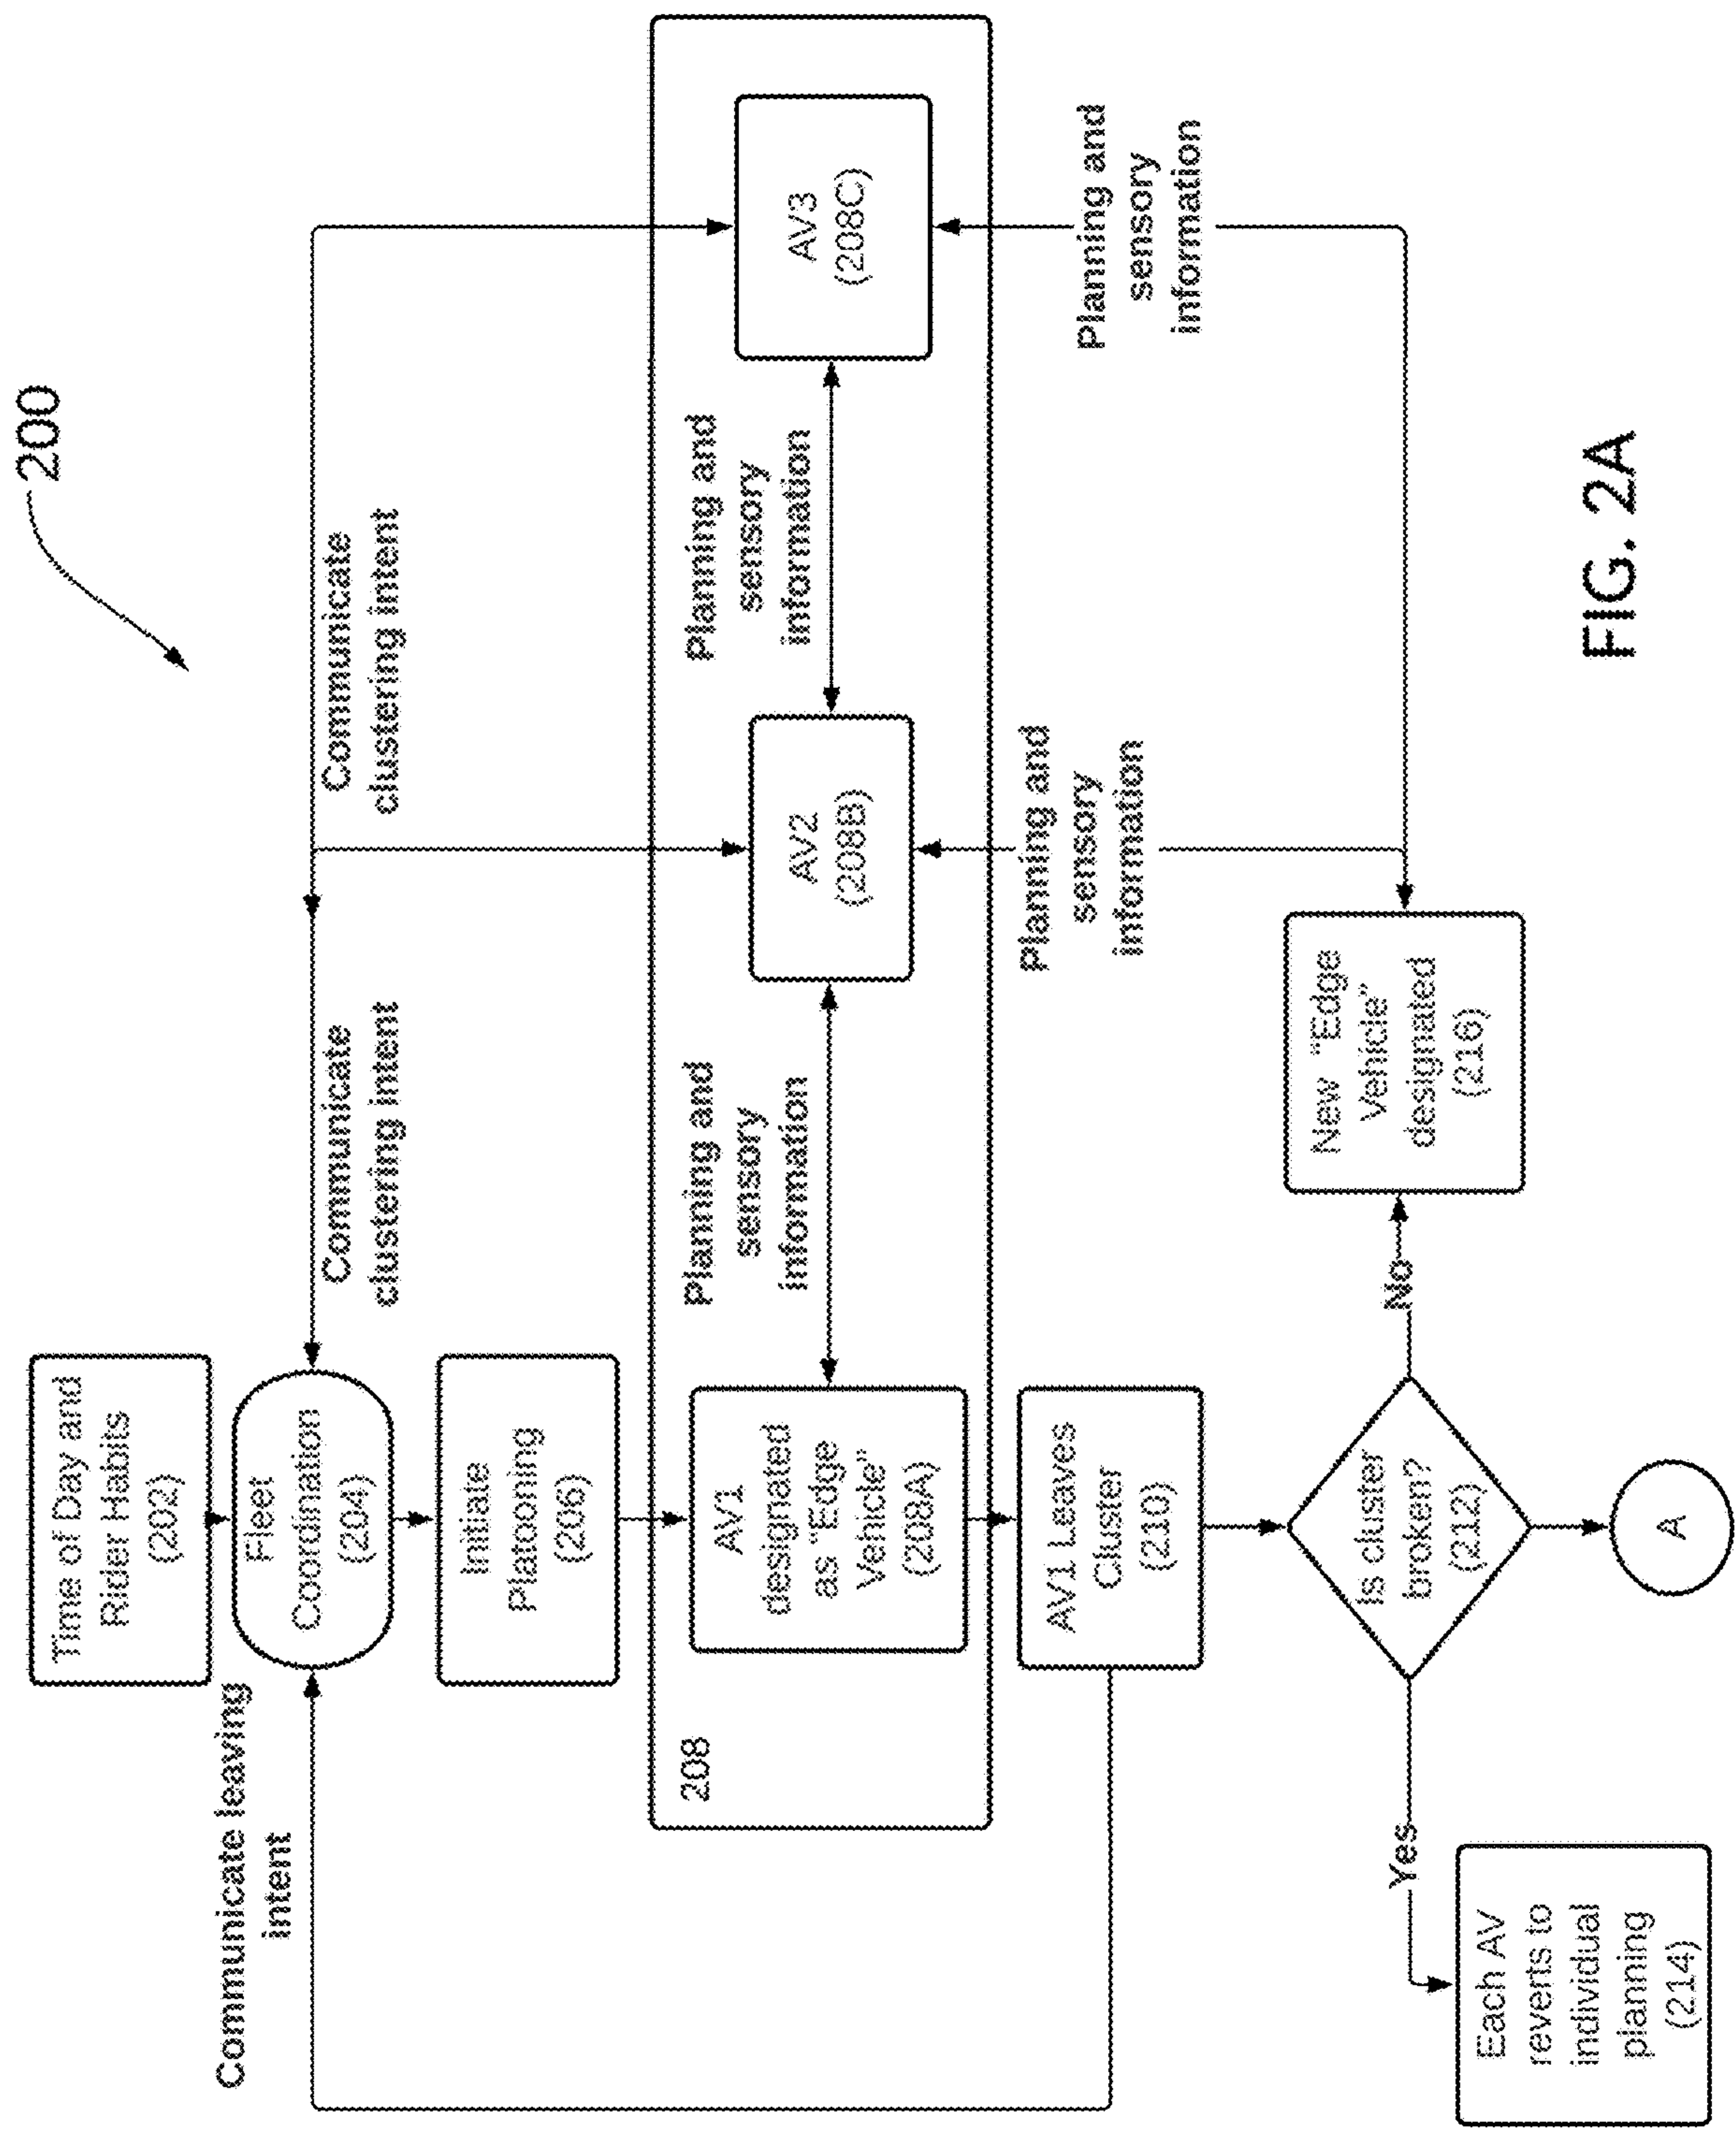 200
Time of Day and
Rider Habits
(202)
Communicate leaving
intent
Fleet
Coordination
(204)
Communicate
clustering intent
Communicate
clustering intent
Initiate
Platooning
(206)
208
AV1
designated
as "Edge
Vehicle"
(208A)
Planning and
sensory
information
AV2
(208B)
Planning and
sensory
information
AV3
(208C)
AV1 Leaves
Cluster
(210)
Planning and
sensory
information
Planning and
sensory
information
Is cluster
broken?
(212)
Yes
No
Each AV
reverts to
individual
planning
(214)
New "Edge
Vehicle"
designated
(216)
A
FIG. 2A